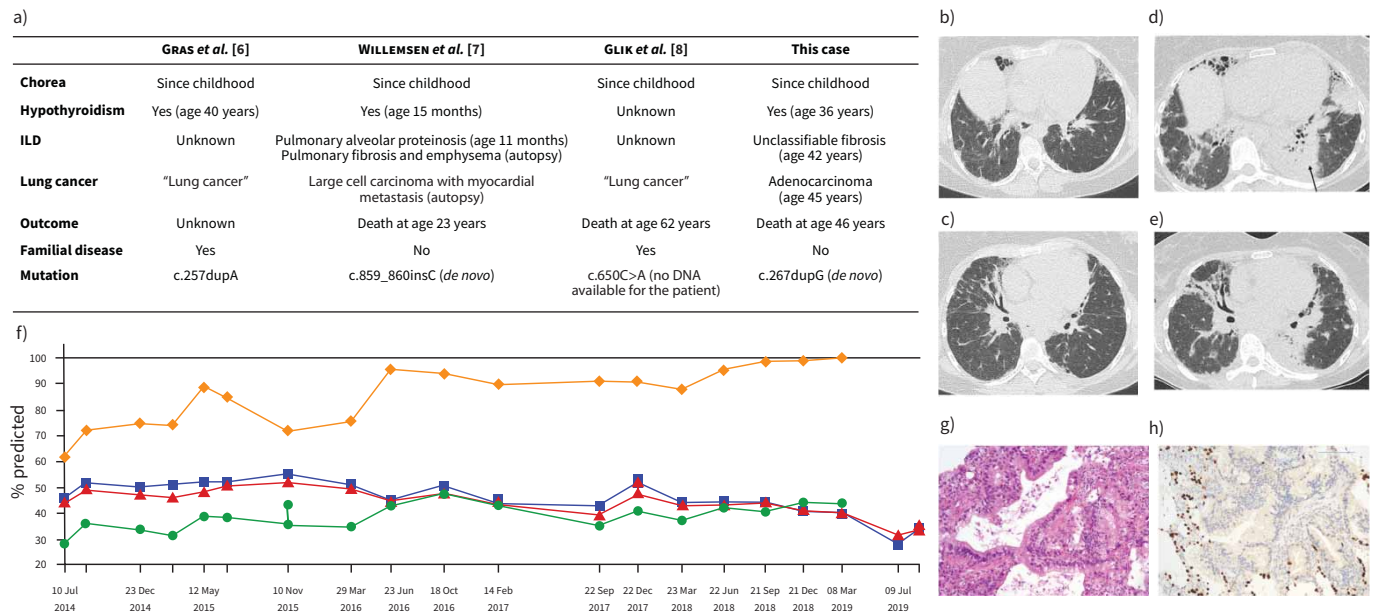 a)
Gras et al. [6] Willemsen et al. [7] Glik et al. [8] This case
Chorea Since childhood Since childhood Since childhood Since childhood
Hypothyroidism Yes (age 40 years) Yes (age 15 months) Unknown Yes (age 36 years)
ILD Unknown Pulmonary alveolar proteinosis (age 11 months) Unknown Unclassifiable fibrosis
Pulmonary fibrosis and emphysema (autopsy) (age 42 years)
Lung cancer “Lung cancer” Large cell carcinoma with myocardial “Lung cancer” Adenocarcinoma
metastasis (autopsy) (age 45 years)
Outcome Unknown Death at age 23 years Death at age 62 years Death at age 46 years
Familial disease Yes No Yes No
Mutation c.257dupA c.859_860insC (de novo) c.650C>A (no DNA c.267dupG (de novo)
available for the patient)
b)
d)
c)
e)
f)
% predicted
100
90
80
70
60
50
40
30
20
10 Jul 23 Dec 12 May 10 Nov 29 Mar 23 Jun 18 Oct 14 Feb 22 Sep 22 Dec 23 Mar 22 Jun 21 Sep 21 Dec 08 Mar 09 Jul
2014 2014 2015 2015 2016 2016 2016 2017 2017 2017 2018 2018 2018 2018 2019 2019
g)
h)